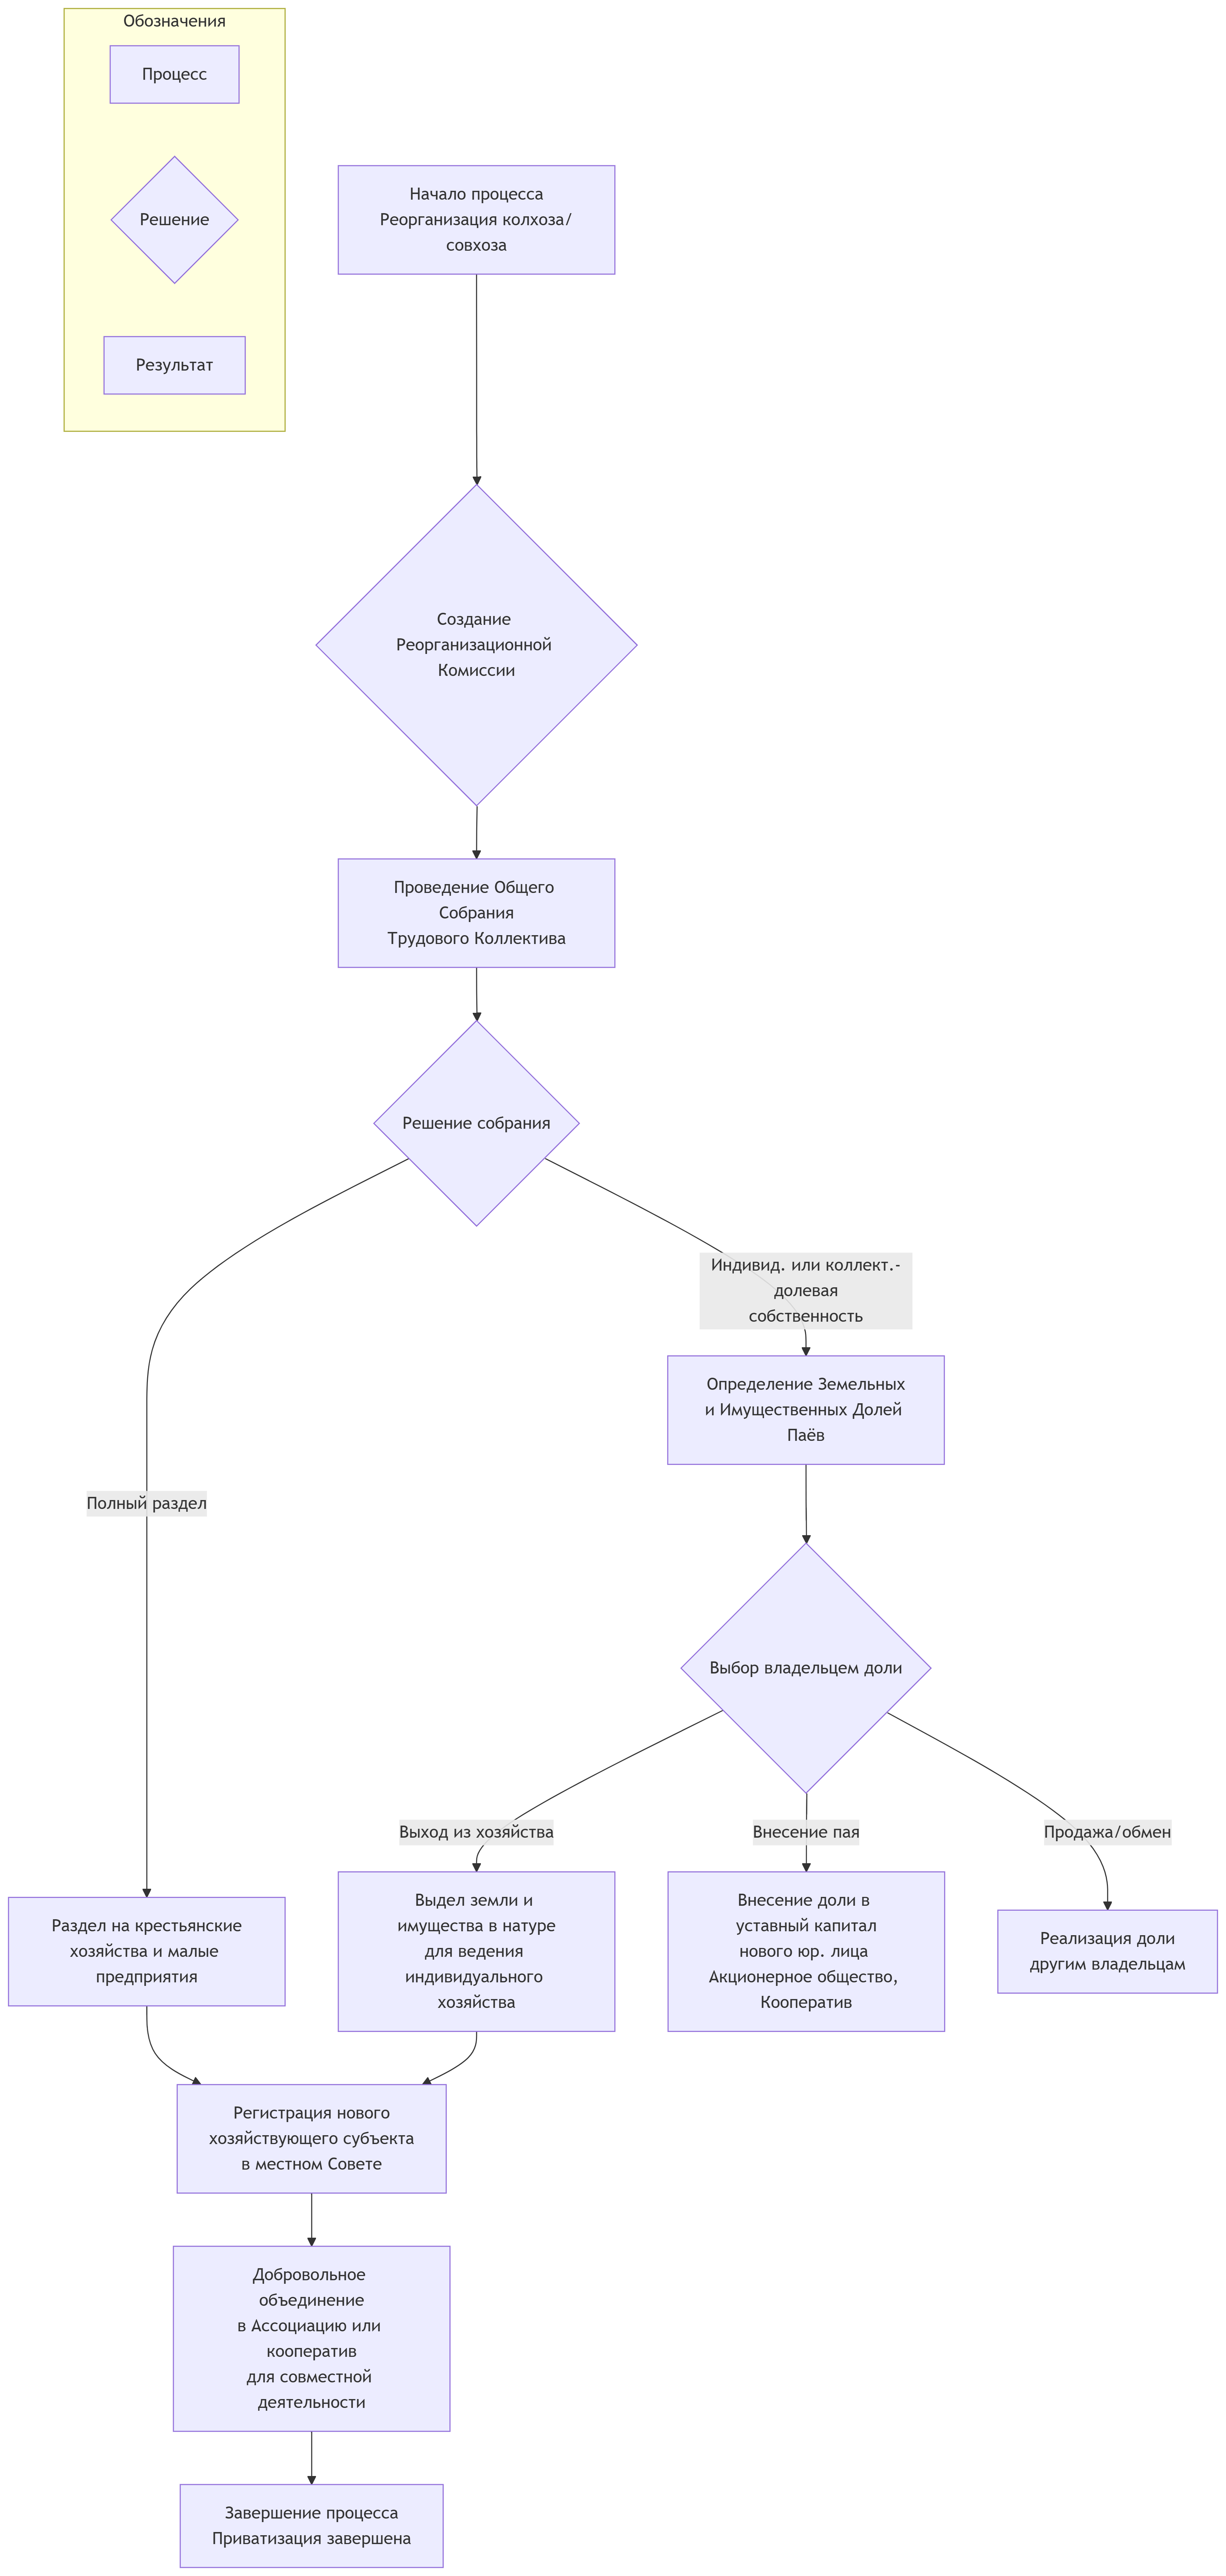 Обозначения
Процесс
Решение
Результат
Начало процесса
Реорганизация колхоза/
совхоза
Создание
Реорганизационной
Комиссии
Проведение Общего
Собрания
Трудового Коллектива
Решение собрания
Индивид. или коллект.-
долевая
собственность
Определение Земельных
и Имущественных Долей
Паёв
Полный раздел
Выбор владельцем доли
Выход из хозяйства
Внесение пая
Продажа/обмен
Раздел на крестьянские
хозяйства и малые
предприятия
Выдел земли и
имущества в натуре
для ведения
индивидуального
хозяйства
Внесение доли в
уставный капитал
нового юр. лица
Акционерное общество,
Кооператив
Реализация доли
другим владельцам
Регистрация нового
хозяйствующего субъекта
в местном Совете
Добровольное
объединение
в Ассоциацию или
кооператив
для совместной
деятельности
Завершение процесса
Приватизация завершена